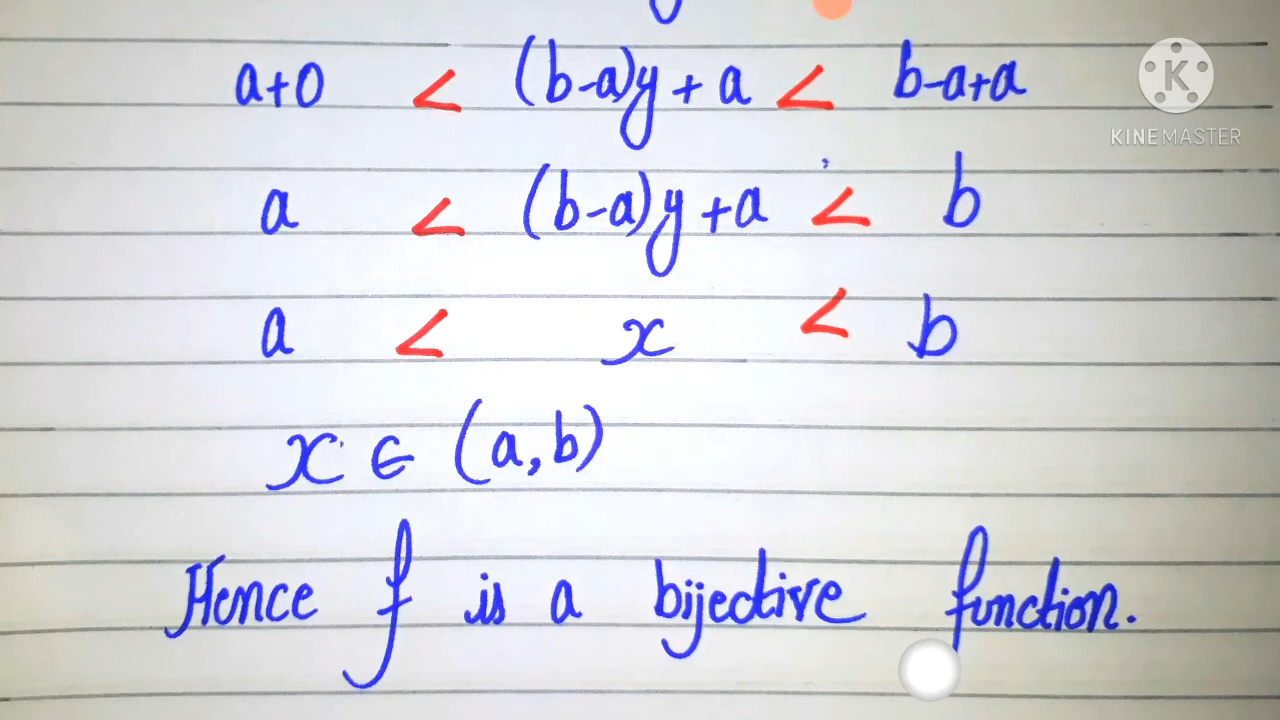 a+0 < (b-a)y + a < b-a+a
K
KINEMASTER
a < (b-a)y +a < b
a < x < b
x ∈ (a,b)
Hence f is a bijective function.